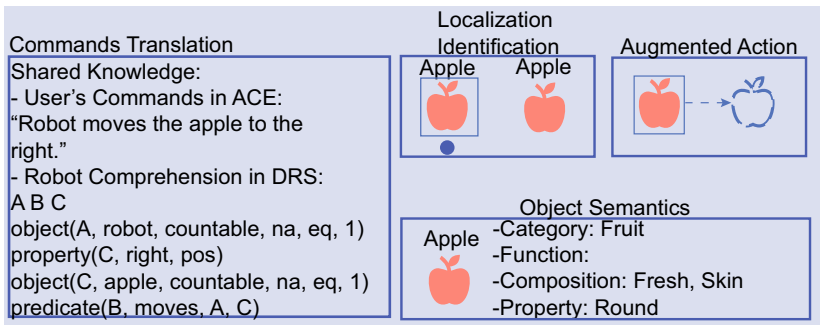 Commands Translation
Shared Knowledge:
- User's Commands in ACE:
“Robot moves the apple to the
right.”
- Robot Comprehension in DRS:
A B C
object(A, robot, countable, na, eq, 1)
property(C, right, pos)
object(C, apple, countable, na, eq, 1)
predicate(B, moves, A, C)
Localization
Identification
Apple Apple
Augmented Action
Object Semantics
Apple
-Category: Fruit
-Function:
-Composition: Fresh, Skin
-Property: Round